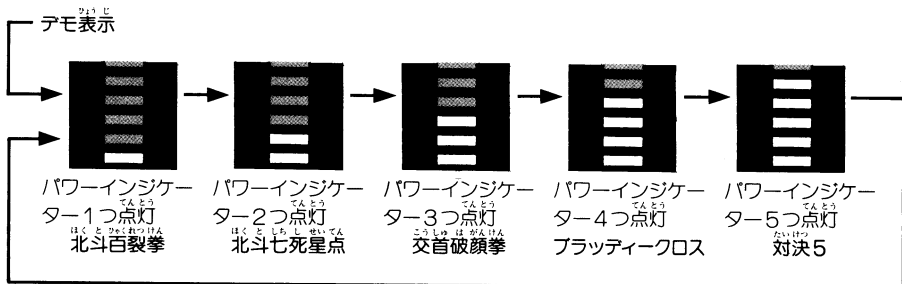 デモ表示
パワーインジケー
ター1つ点灯
北斗百裂拳
パワーインジケー
ター2つ点灯
北斗七死星点
パワーインジケー
ター3つ点灯
交首破顔拳
パワーインジケー
ター4つ点灯
ブラッディークロス
パワーインジケー
ター5つ点灯
対決5